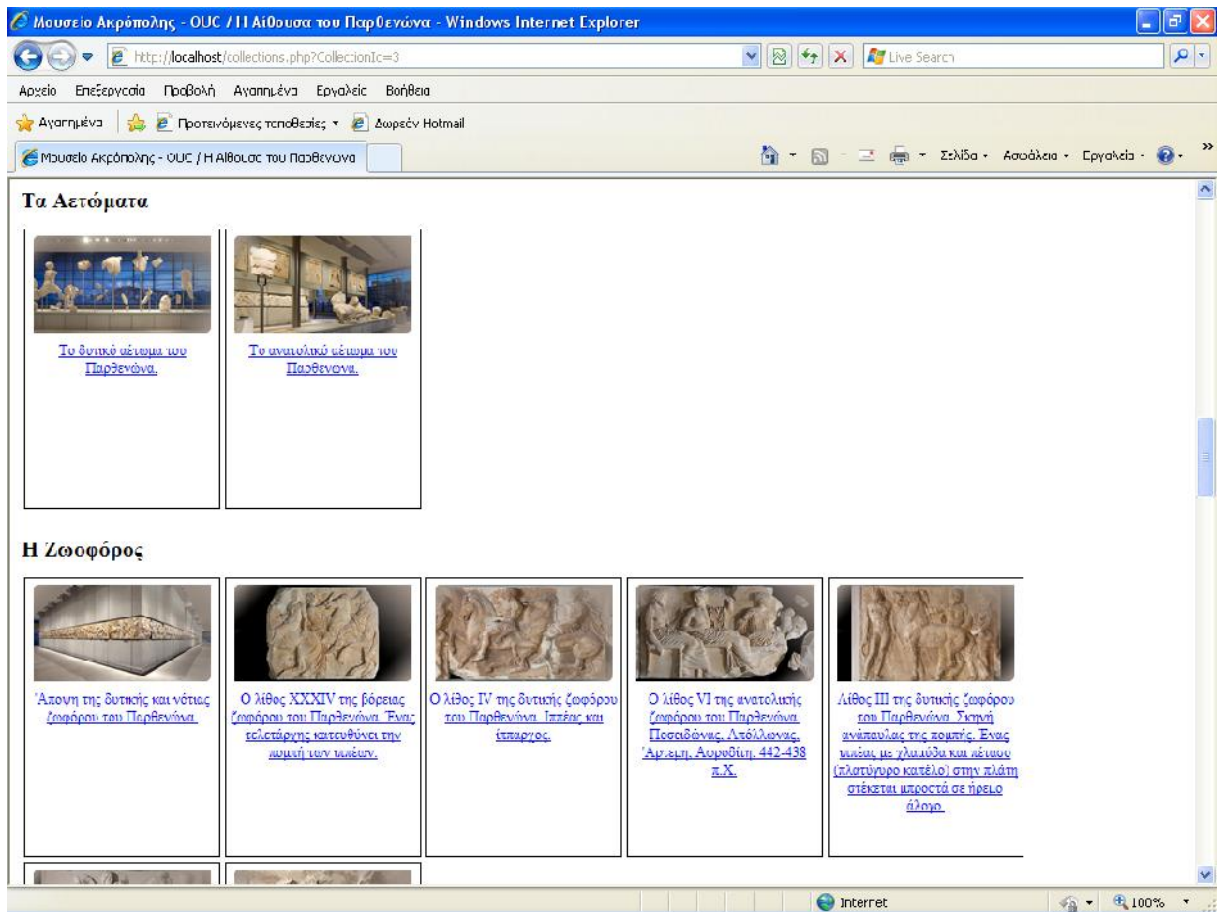 Μουσείο Ακρόπολης - OUC / Η Αίθουσα του Παρθενώνα - Windows Internet Explorer
http://localhost/collections.php?CollectionIc=3
Live Search
Αρχείο Επεξεργασία Προβολή Αγαπημένα Εργαλεία Βοήθεια
Αγαπημένα Προτεινόμενες τοποθεσίες Δωρεάν Hotmail
Μουσείο Ακρόπολης - OUC / Η Αίθουσα του Παρθενώνα
Σελίδα Ασφάλεια Εργαλεία
Τα Αετώματα
Το δυτικό αέτωμα του
Παρθενώνα.
Το ανατολικό αέτωμα του
Παρθενώνα.
Η Ζωοφόρος
Άποψη της δυτικής και νότιας
ζωφόρου του Παρθενώνα.
Ο λίθος XXXIV της βόρειας
ζωφόρου του Παρθενώνα. Ένας
τελετάρχης κατευθύνει την
πομπή των ιππέων.
Ο λίθος IV της δυτικής ζωφόρου
του Παρθενώνα. Ιππέας και
ίππαρχος.
Ο λίθος VI της ανατολικής
ζωφόρου του Παρθενώνα.
Ποσειδώνας, Απόλλωνας,
Άρτεμη, Αφροδίτη, 442-438
π.Χ.
Λίθος III της δυτικής ζωφόρου
του Παρθενώνα. Σκηνή
ανάπαυλας της πομπής. Ένας
ιππέας με χλαμύδα και πέτασο
(πλατύγυρο καπέλο) στην πλάτη
στέκεται μπροστά σε ήρεμο
άλογο.
Internet
100%